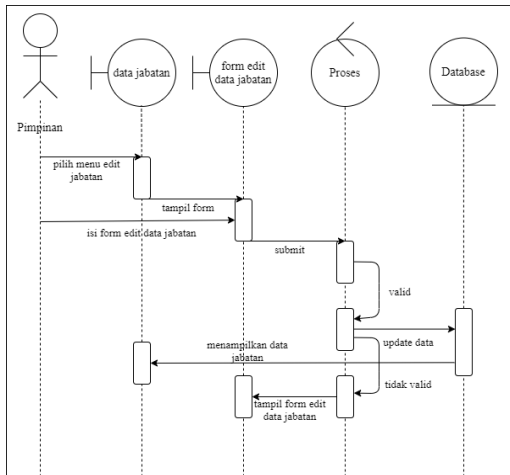 data jabatan
form edit
data jabatan
Proses
Database
Pimpinan
pilih menu edit
jabatan
tampil form
isi form edit data jabatan
submit
valid
update data
menampilkan data
jabatan
tidak valid
tampil form edit
data jabatan